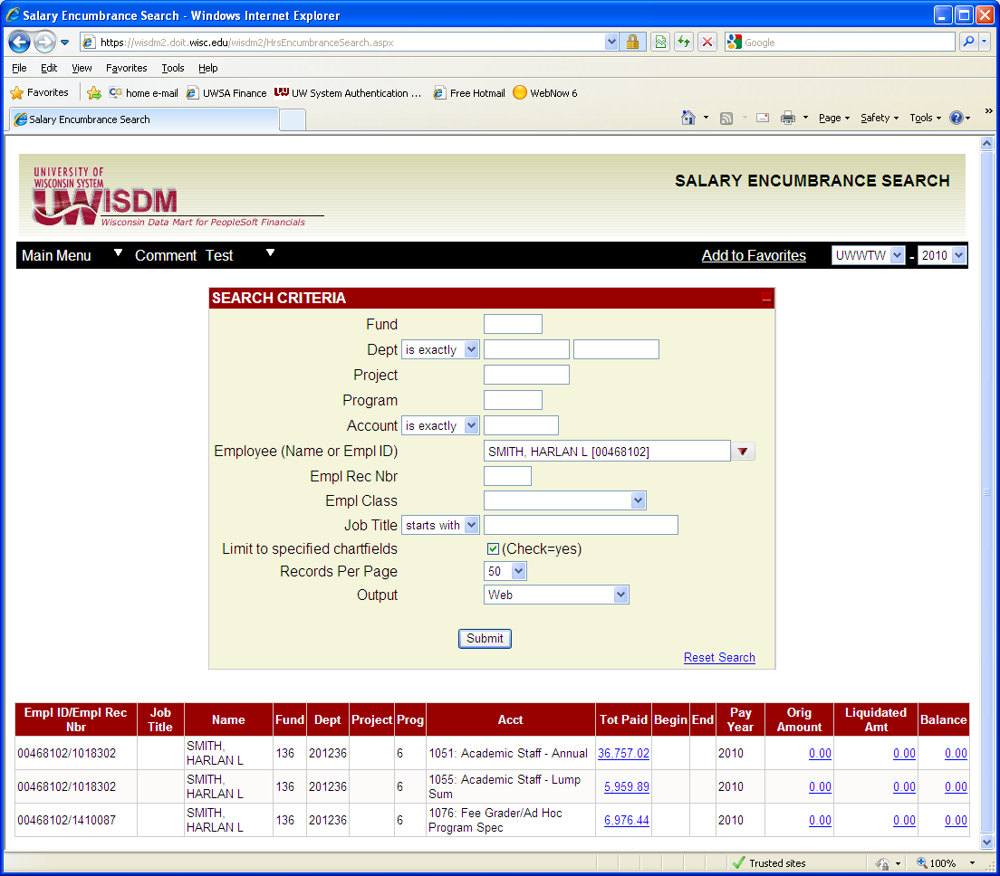 Salary Encumbrance Search - Windows Internet Explorer
https://wisdm2.doit.wisc.edu/wisdm2/HrsEncumbranceSearch.aspx Google
File Edit View Favorites Tools Help
Favorites home e-mail UWSA Finance UW System Authentication ... Free Hotmail WebNow 6
Salary Encumbrance Search Page Safety Tools
UNIVERSITY OF
WISCONSIN SYSTEM
UWISDM
Wisconsin Data Mart for PeopleSoft Financials
SALARY ENCUMBRANCE SEARCH
Main Menu Comment Test Add to Favorites UWWTW - 2010
SEARCH CRITERIA
Fund
Dept is exactly
Project
Program
Account is exactly
Employee (Name or Empl ID) SMITH, HARLAN L [00468102]
Empl Rec Nbr
Empl Class
Job Title starts with
Limit to specified chartfields (Check=yes)
Records Per Page 50
Output Web
Submit
Reset Search
Empl ID/Empl Rec Nbr Job Title Name Fund Dept Project Prog Acct Tot Paid Begin End Pay Year Orig Amount Liquidated Amt Balance
00468102/1018302 SMITH, HARLAN L 136 201236 6 1051: Academic Staff - Annual 36,757.02 2010 0.00 0.00 0.00
00468102/1018302 SMITH, HARLAN L 136 201236 6 1055: Academic Staff - Lump Sum 5,959.89 2010 0.00 0.00 0.00
00468102/1410087 SMITH, HARLAN L 136 201236 6 1076: Fee Grader/Ad Hoc Program Spec 6,976.44 2010 0.00 0.00 0.00
Trusted sites 100%